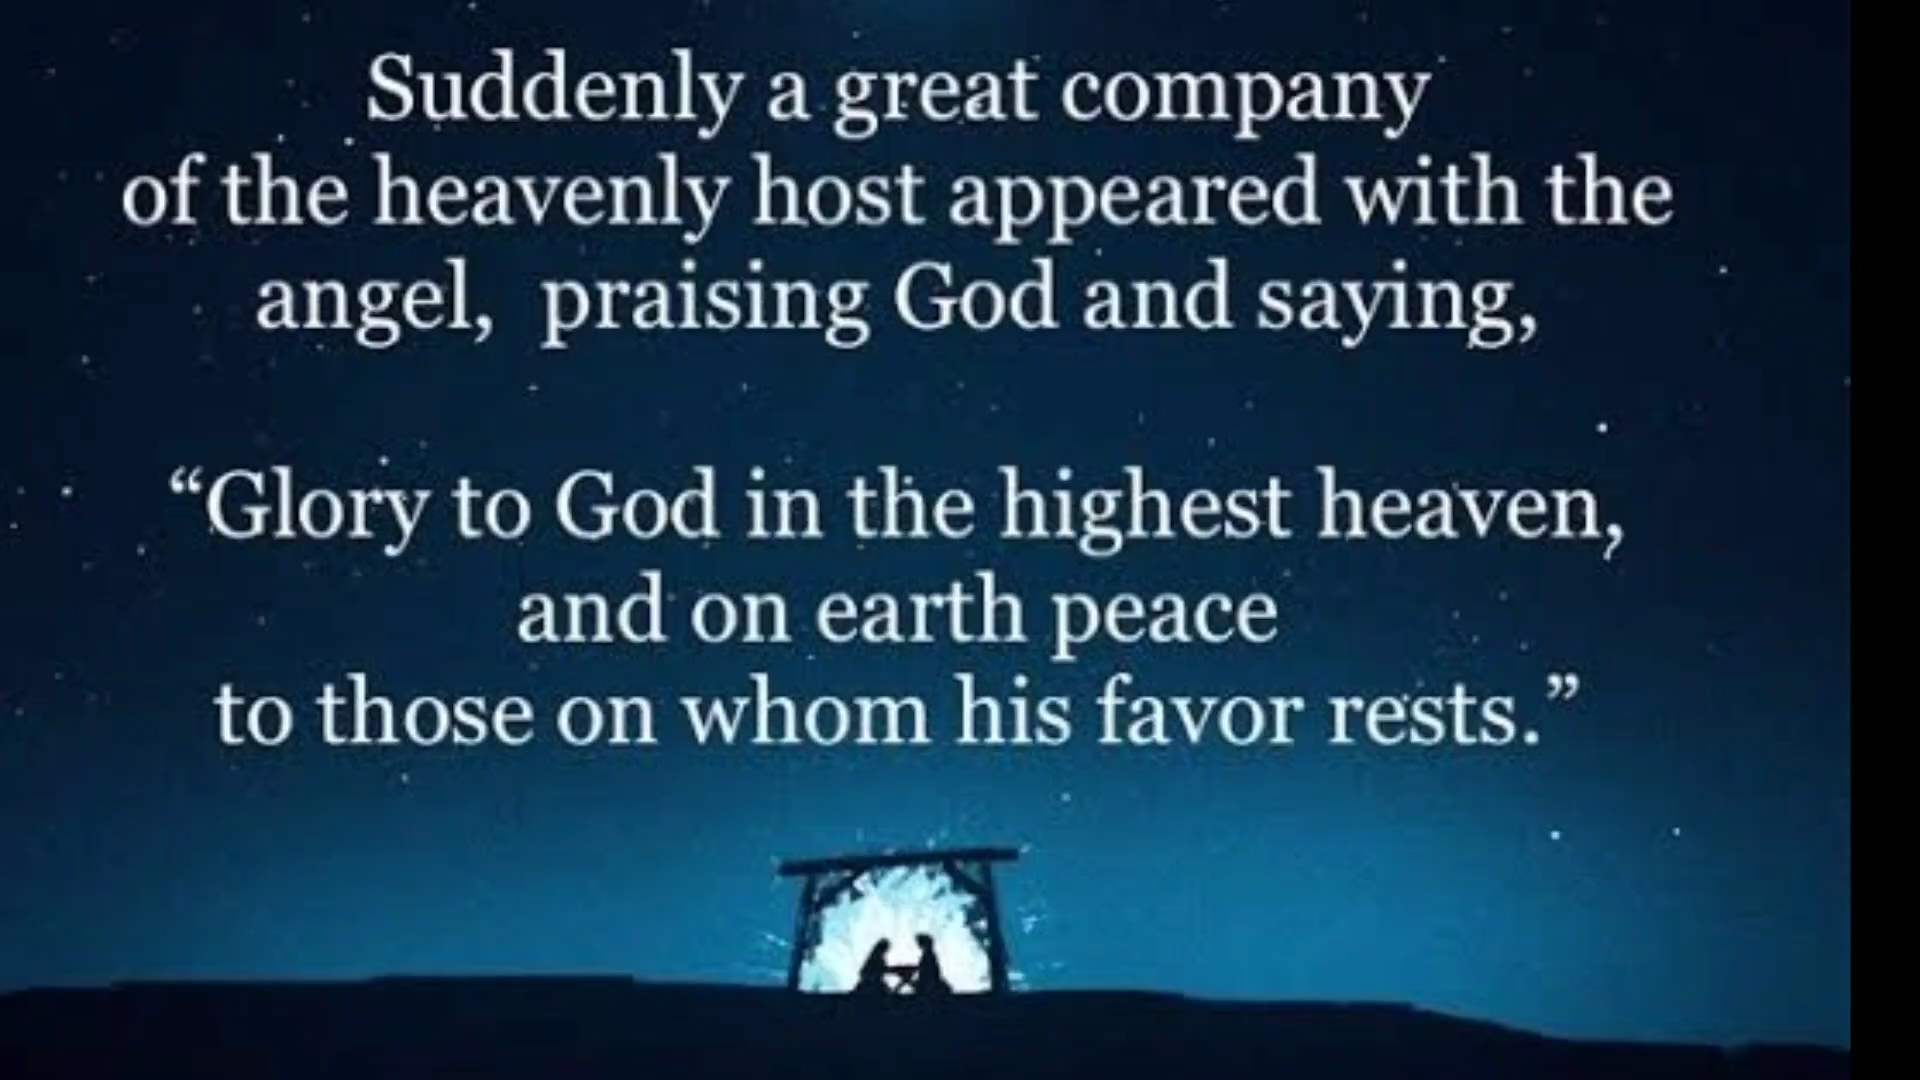 Suddenly a great company
of the heavenly host appeared with the
angel,  praising God and saying,
“Glory to God in the highest heaven,
and on earth peace
to those on whom his favor rests.”